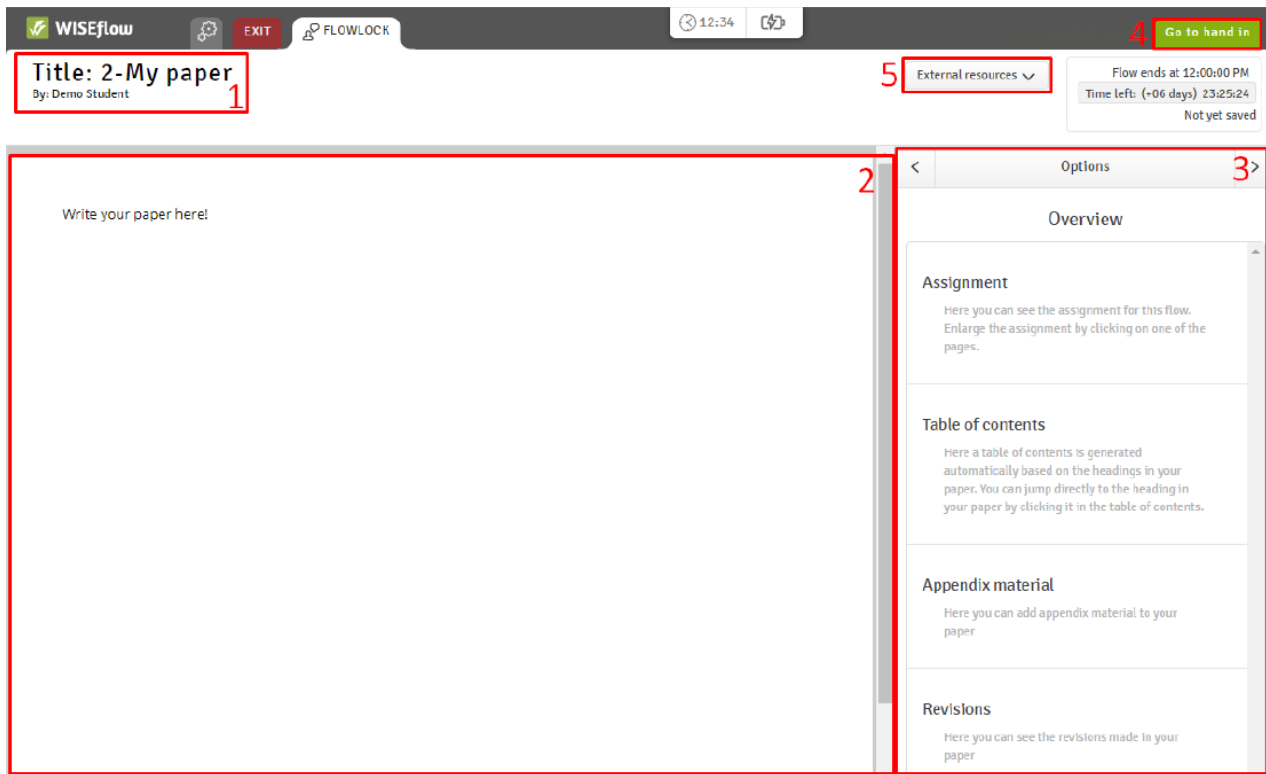 WISEflow
EXIT
FLOWLOCK
12:34
4
Go to hand in
Title: 2-My paper
By: Demo Student
1
5
External resources
Flow ends at 12:00:00 PM
Time left: (+06 days) 23:25:24
Not yet saved
2
Write your paper here!
<
Options
3
>
Overview
Assignment
Here you can see the assignment for this flow.
Enlarge the assignment by clicking on one of the
pages.
Table of contents
Here a table of contents is generated
automatically based on the headings in your
paper. You can jump directly to the heading in
your paper by clicking it in the table of contents.
Appendix material
Here you can add appendix material to your
paper
Revisions
Here you can see the revisions made in your
paper